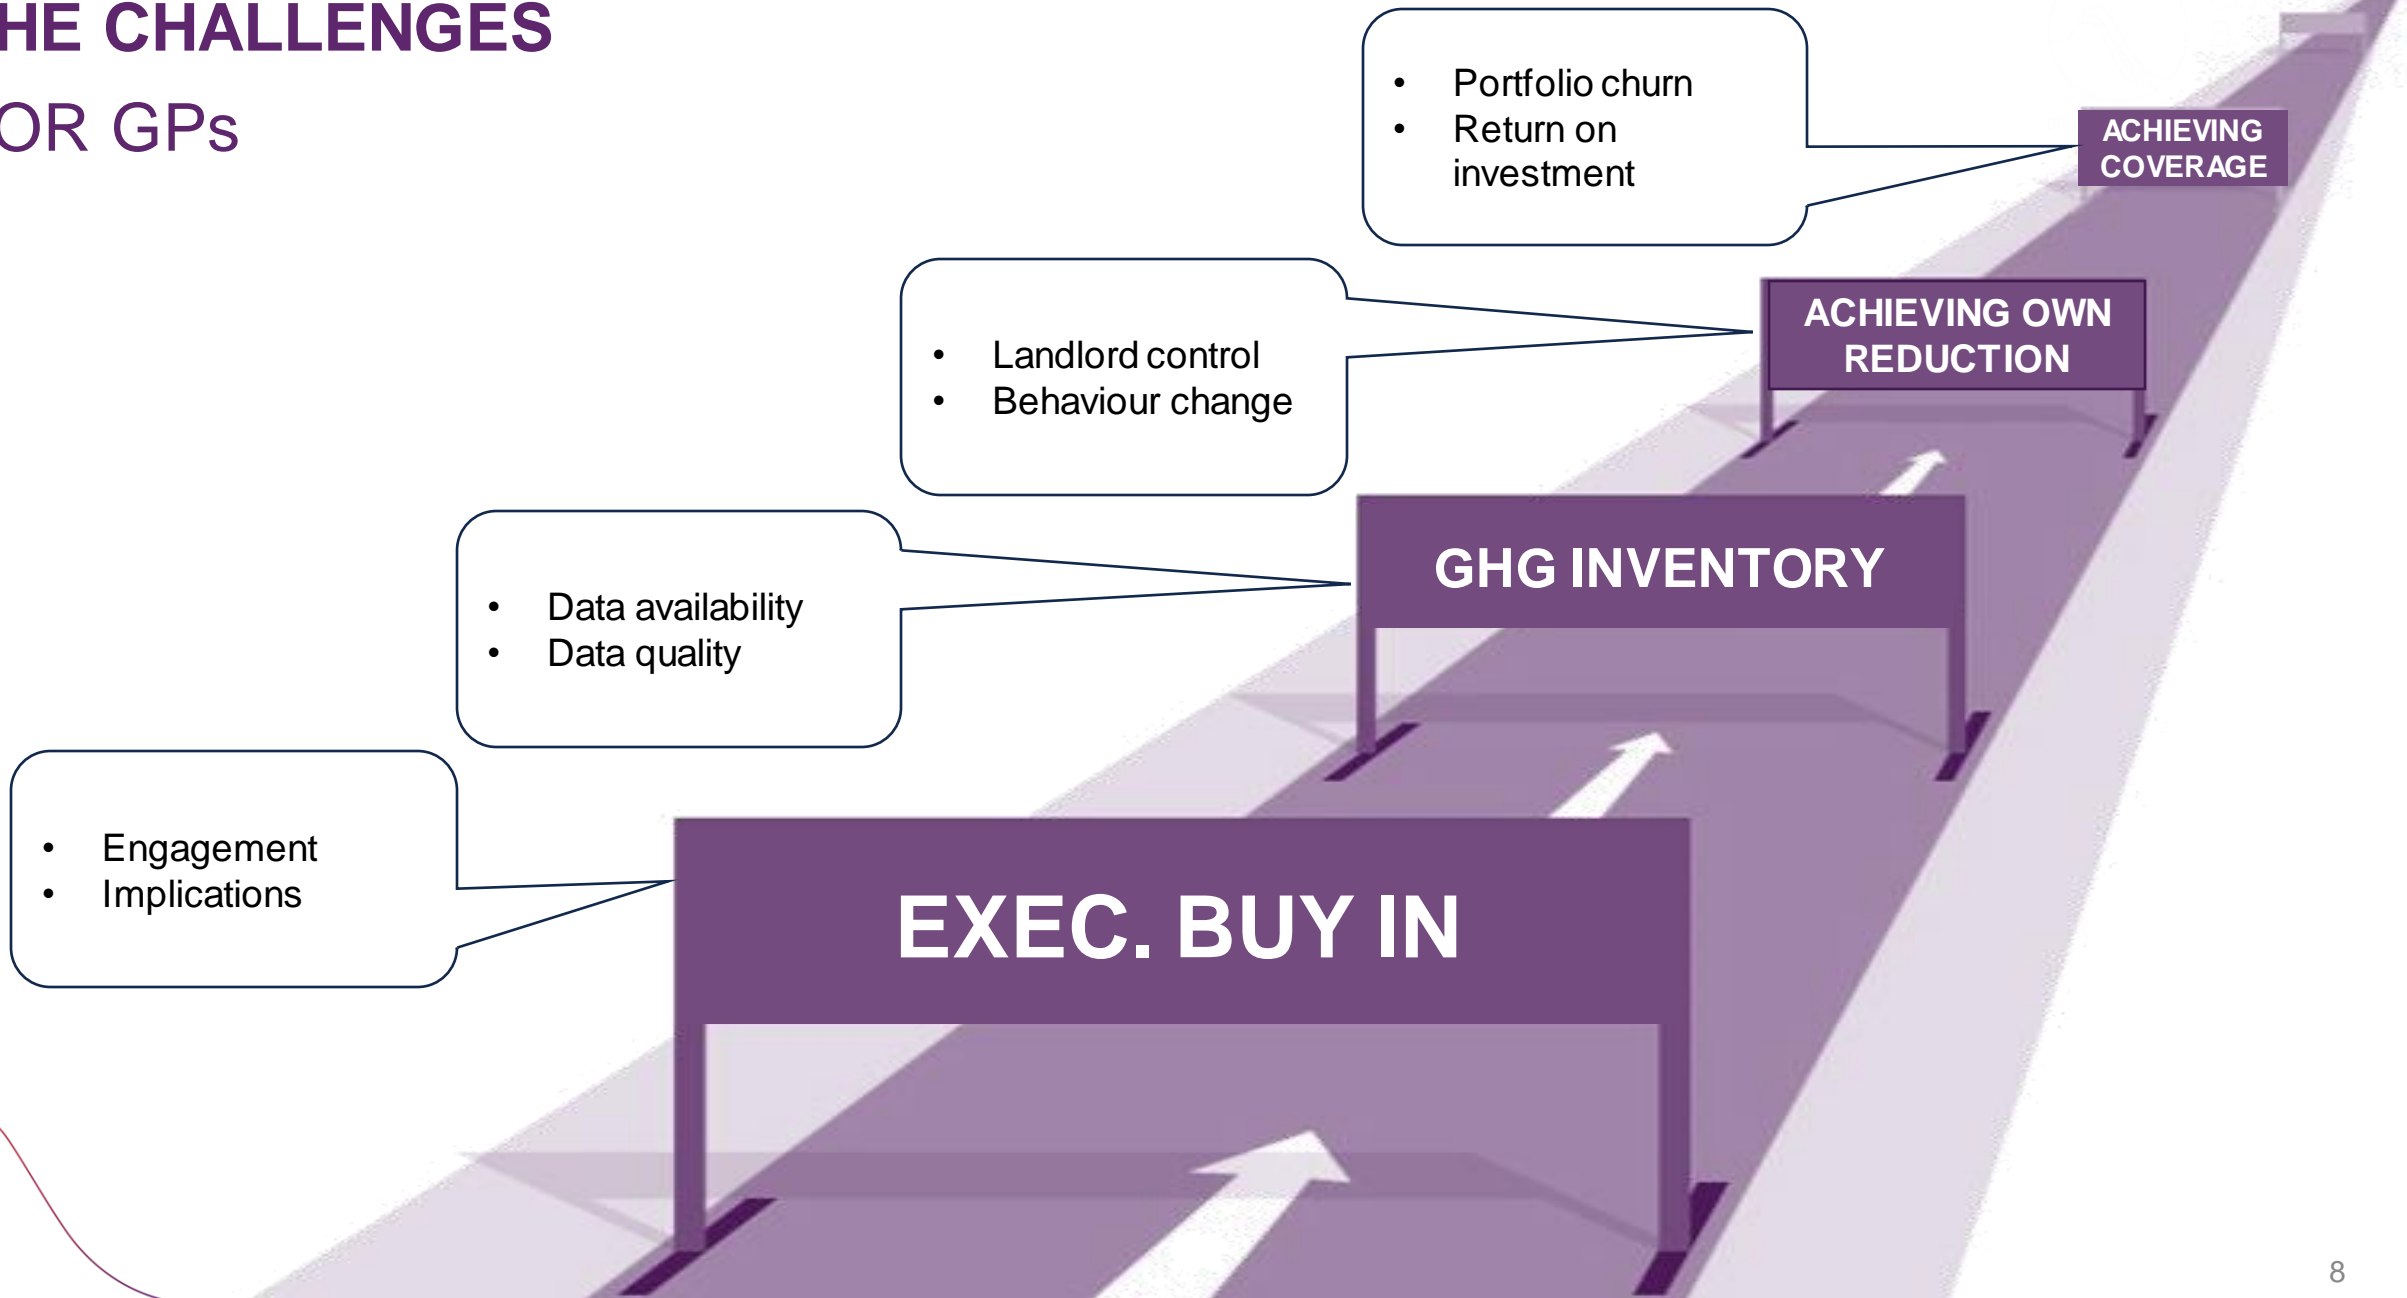 HE CHALLENGES
OR GPs
• Portfolio churn
• Return on
investment
ACHIEVING
COVERAGE
• Landlord control
• Behaviour change
ACHIEVING OWN
REDUCTION
• Data availability
• Data quality
GHG INVENTORY
• Engagement
• Implications
EXEC. BUY IN
8